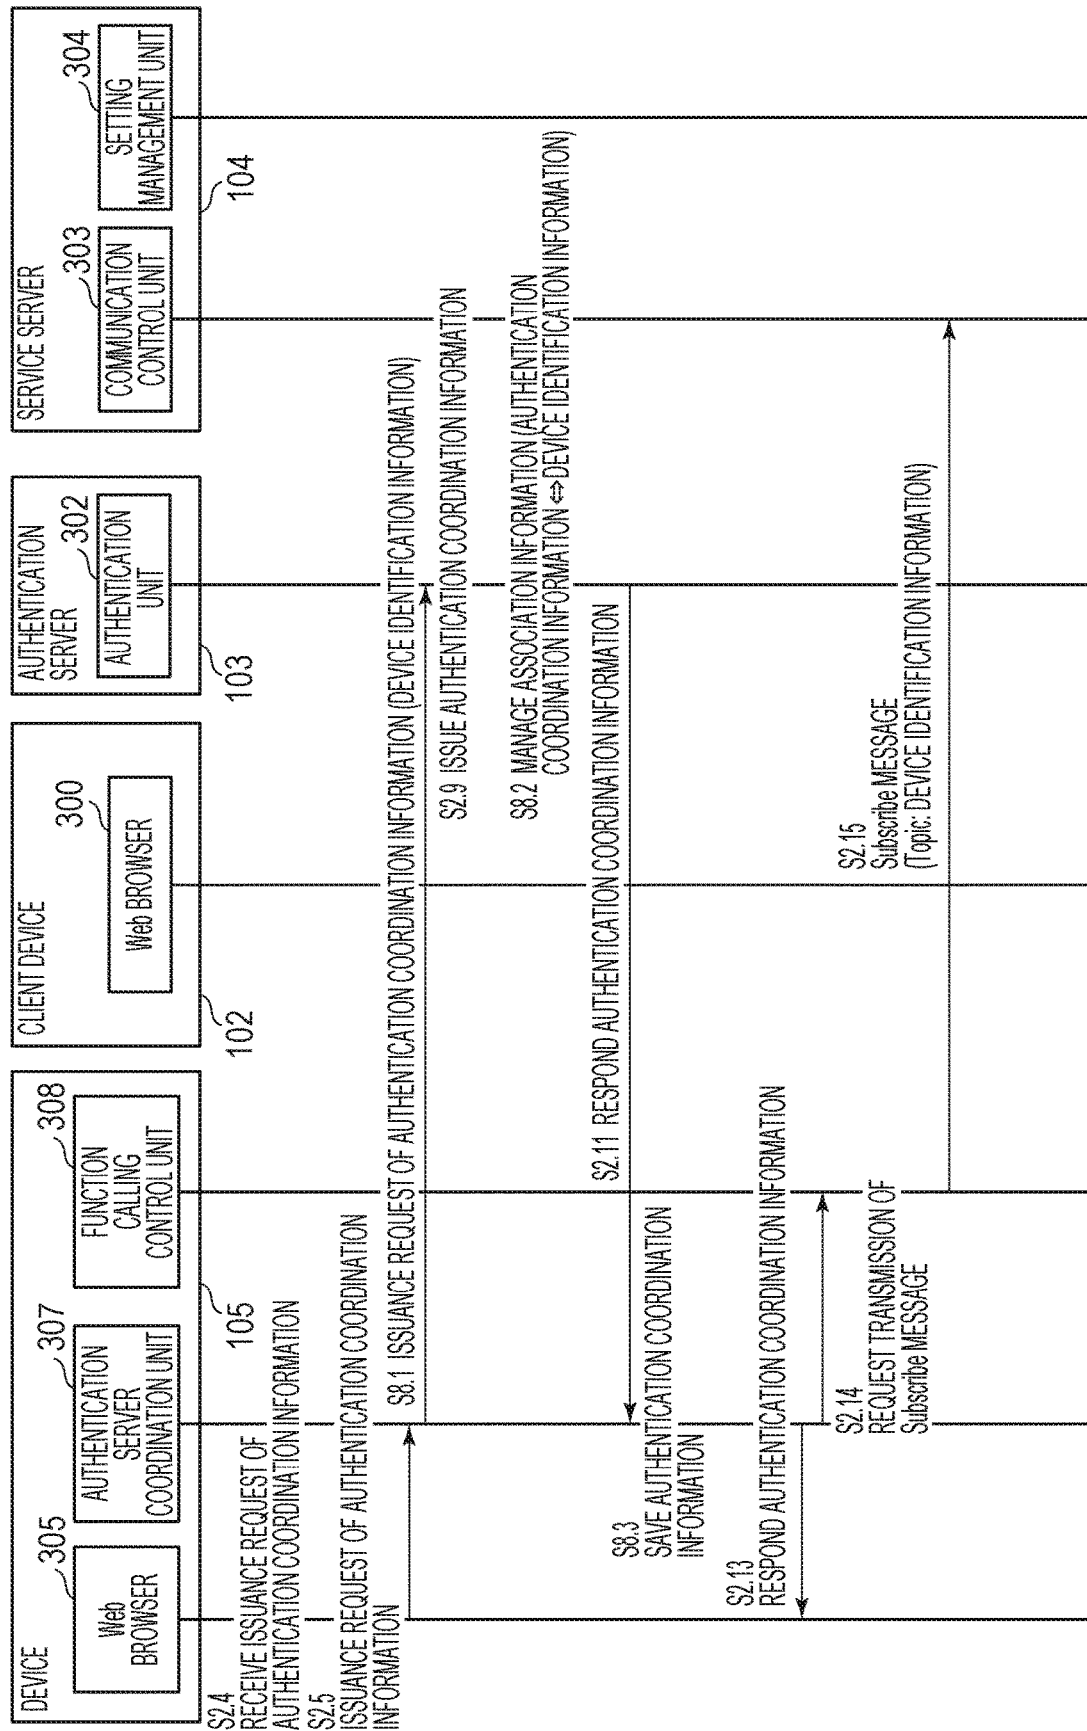 DEVICE
305
Web
BROWSER
307
AUTHENTICATION
SERVER
COORDINATION UNIT
308
FUNCTION
CALLING
CONTROL UNIT
105
CLIENT DEVICE
300
Web BROWSER
102
AUTHENTICATION
SERVER
302
AUTHENTICATION
UNIT
103
SERVICE SERVER
303
COMMUNICATION
CONTROL UNIT
304
SETTING
MANAGEMENT UNIT
104
S2.4
RECEIVE ISSUANCE REQUEST OF
AUTHENTICATION COORDINATION INFORMATION
S2.5
ISSUANCE REQUEST OF AUTHENTICATION COORDINATION
INFORMATION
S8.1 ISSUANCE REQUEST OF AUTHENTICATION COORDINATION INFORMATION (DEVICE IDENTIFICATION INFORMATION)
S2.9 ISSUE AUTHENTICATION COORDINATION INFORMATION
S8.2 MANAGE ASSOCIATION INFORMATION (AUTHENTICATION
COORDINATION INFORMATION ⇔ DEVICE IDENTIFICATION INFORMATION)
S2.11 RESPOND AUTHENTICATION COORDINATION INFORMATION
S8.3
SAVE AUTHENTICATION COORDINATION
INFORMATION
S2.13
RESPOND AUTHENTICATION COORDINATION INFORMATION
S2.14
REQUEST TRANSMISSION OF
Subscribe MESSAGE
S2.15
Subscribe MESSAGE
(Topic: DEVICE IDENTIFICATION INFORMATION)